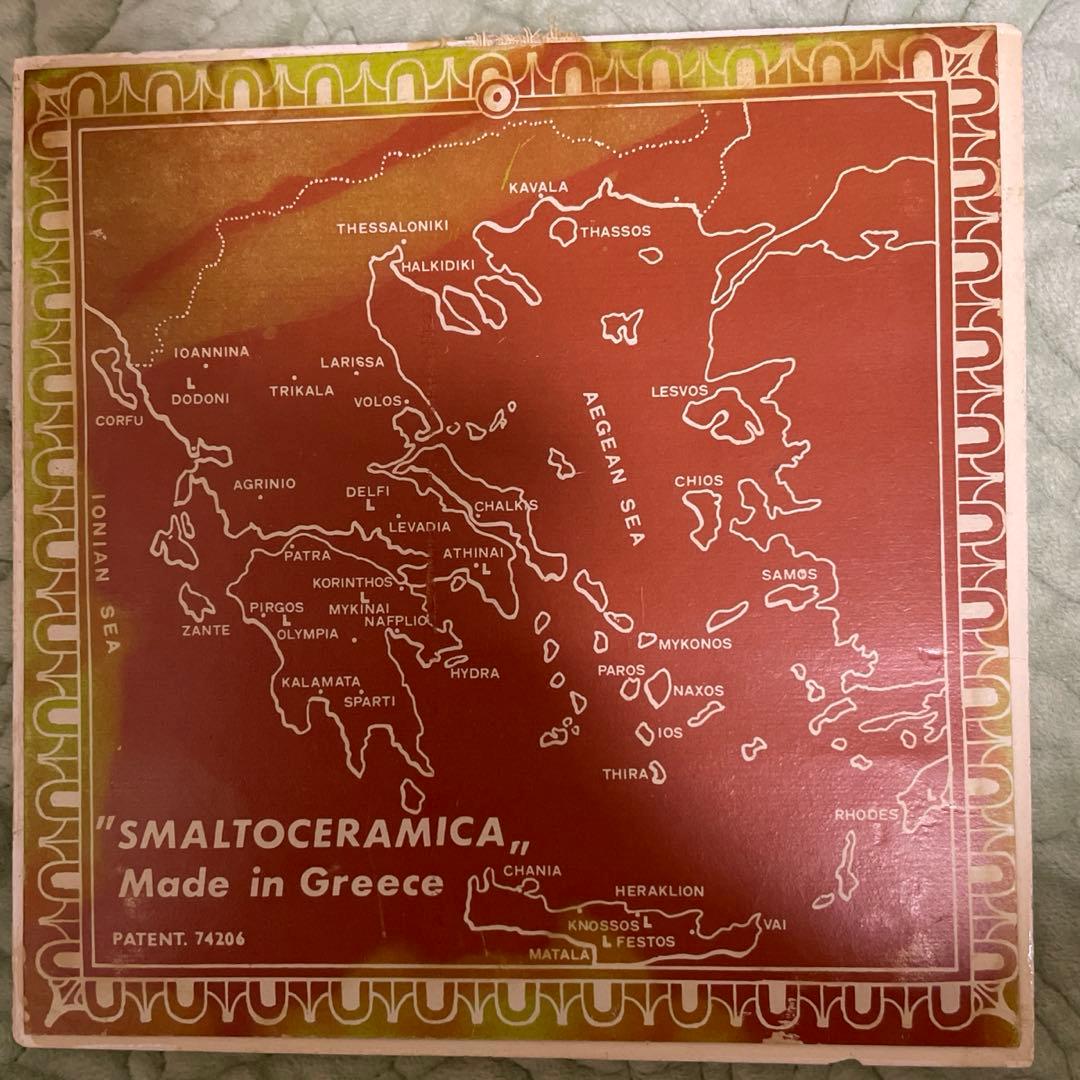 KAVALA
THESSALONIKI
THASSOS
HALKIDIKI
IOANNINA
LARISSA
DODONI
TRIKALA
VOLOS
LESVOS
CORFU
AEGEAN SEA
AGRINIO
DELFI
CHALKIS
CHIOS
LEVADIA
IONIAN SEA
PATRA
ATHINAI
KORINTHOS
SAMOS
PIRGOS
MYKINAI
NAFPLIO
ZANTE
OLYMPIA
MYKONOS
HYDRA
PAROS
KALAMATA
NAXOS
SPARTI
IOS
THIRA
RHODES
"SMALTOCERAMICA„
Made in Greece
CHANIA
HERAKLION
KNOSSOS
VAI
PATENT. 74206
FESTOS
MATALA